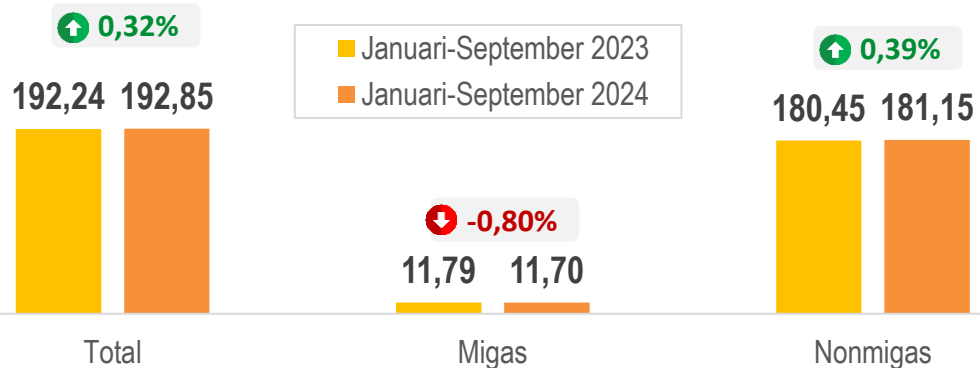 0,32%
Januari-September 2023
Januari-September 2024
0,39%
192,24 192,85
180,45 181,15
-0,80%
11,79 11,70
Total Migas Nonmigas